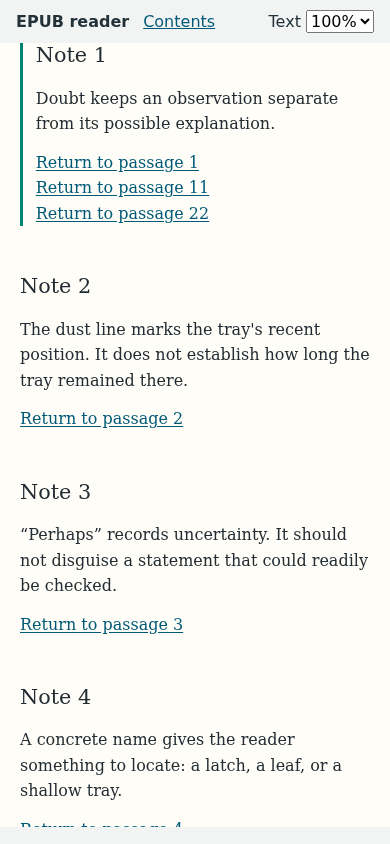 EPUB reader Contents Text 100%
Note 1
Doubt keeps an observation separate
from its possible explanation.
Return to passage 1
Return to passage 11
Return to passage 22
Note 2
The dust line marks the tray's recent
position. It does not establish how long the
tray remained there.
Return to passage 2
Note 3
“Perhaps” records uncertainty. It should
not disguise a statement that could readily
be checked.
Return to passage 3
Note 4
A concrete name gives the reader
something to locate: a latch, a leaf, or a
shallow tray.
Return to passage 4